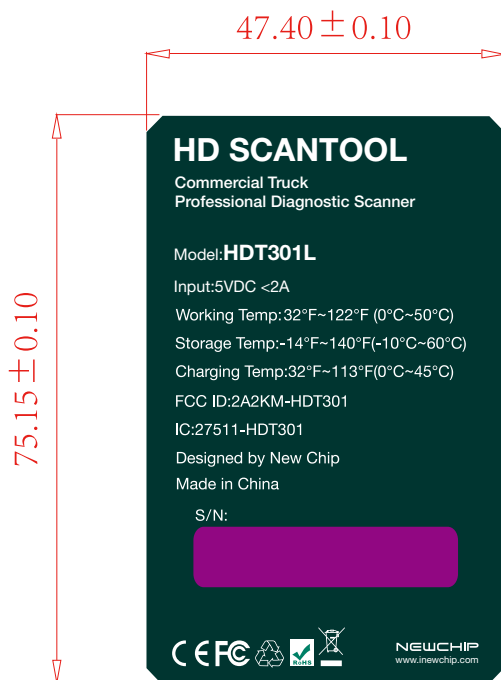 47.40±0.10
75.15±0.10
HD SCANTOOL
Commercial Truck
Professional Diagnostic Scanner
Model:HDT301L
Input:5VDC <2A
Working Temp:32°F~122°F (0°C~50°C)
Storage Temp:-14°F~140°F(-10°C~60°C)
Charging Temp:32°F~113°F(0°C~45°C)
FCC ID:2A2KM-HDT301
IC:27511-HDT301
Designed by New Chip
Made in China
S/N:
CE FC RoHS NEWCHIP
www.inewchip.com